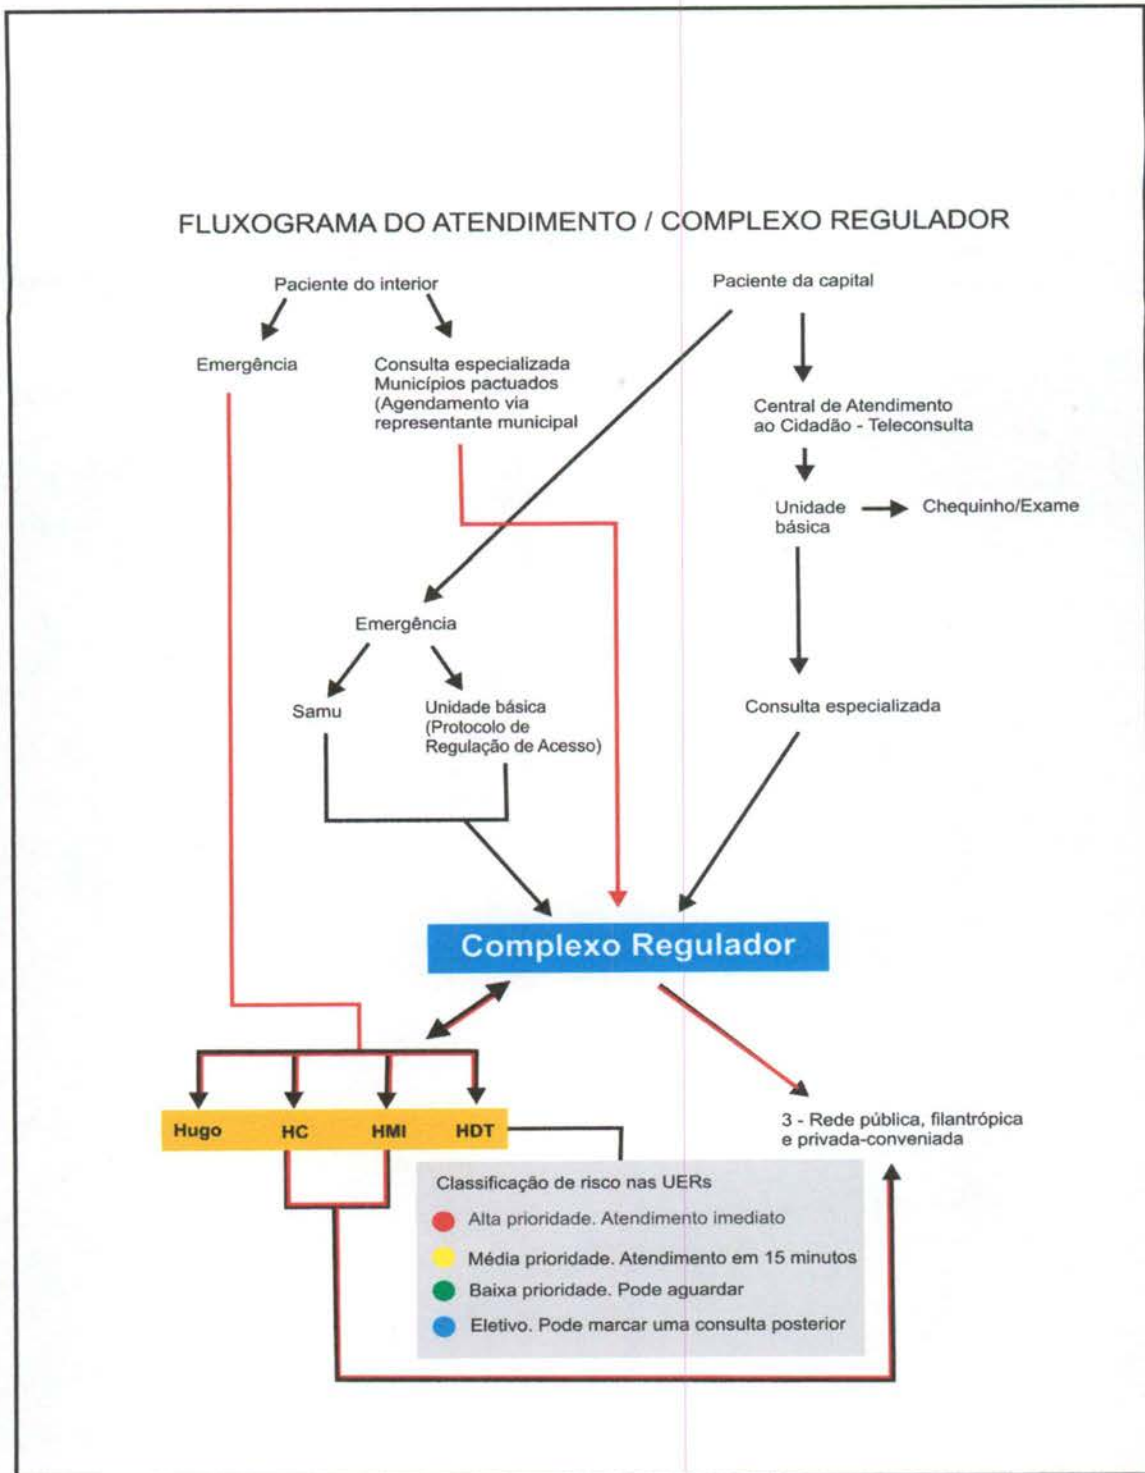 FLUXOGRAMA DO ATENDIMENTO / COMPLEXO REGULADOR
Paciente do interior
Paciente da capital
Emergência
Consulta especializada
Municípios pactuados
(Agendamento via
representante municipal
Central de Atendimento
ao Cidadão - Teleconsulta
Unidade
básica
Chequinho/Exame
Emergência
Samu
Unidade básica
(Protocolo de
Regulação de Acesso)
Consulta especializada
Complexo Regulador
Hugo
HC
HMI
HDT
3 - Rede pública, filantrópica
e privada-conveniada
Classificação de risco nas UERs
Alta prioridade. Atendimento imediato
Média prioridade. Atendimento em 15 minutos
Baixa prioridade. Pode aguardar
Eletivo. Pode marcar uma consulta posterior